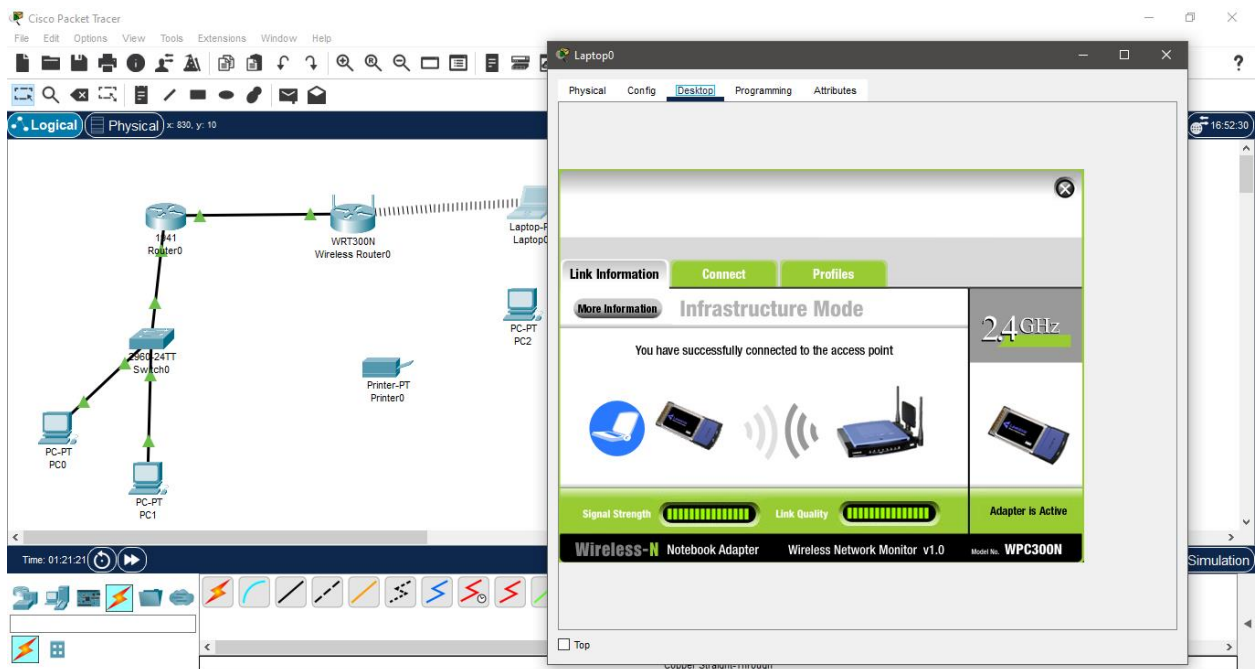 Cisco Packet Tracer
File Edit Options View Tools Extensions Window Help
?
Logical
Physical
x: 830, y: 10
16:52:30
1941
Router0
WRT300N
Wireless Router0
Laptop0
PC-PT
PC2
Printer-PT
Printer0
2960-24TT
Switch0
PC-PT
PC0
PC-PT
PC1
Time: 01:21:21
Simulation
Copper Straight-Through
Laptop0
Physical Config Desktop Programming Attributes
Link Information Connect Profiles
More Information Infrastructure Mode
2.4GHz
You have successfully connected to the access point
Signal Strength Link Quality Adapter is Active
Wireless-N Notebook Adapter Wireless Network Monitor v1.0 Model No. WPC300N
Top